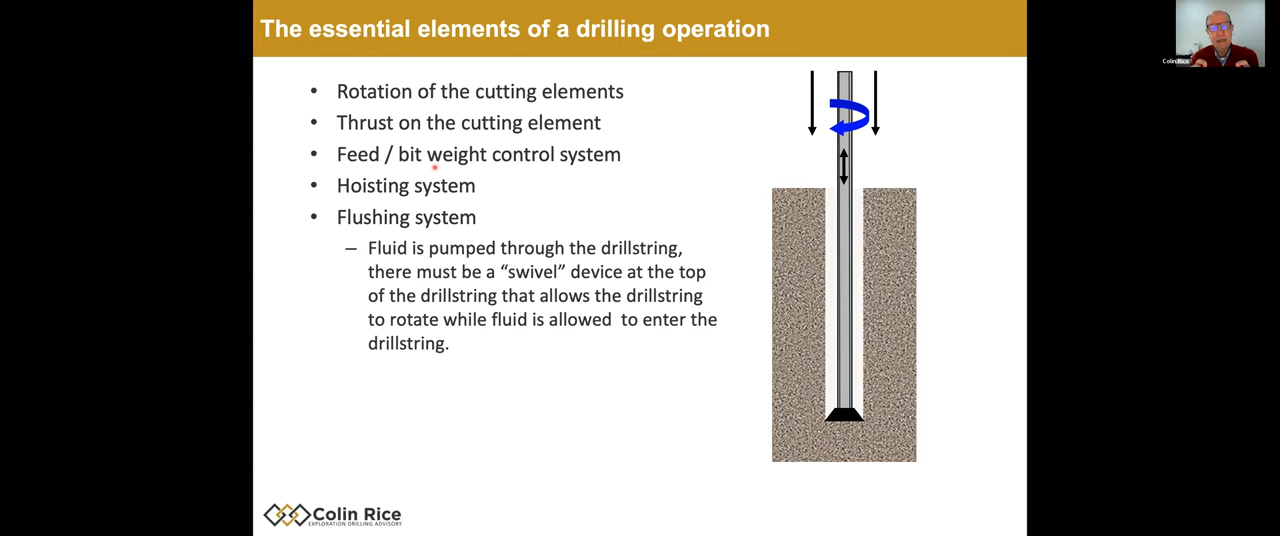 The essential elements of a drilling operation
Colin Rice
• Rotation of the cutting elements
• Thrust on the cutting element
• Feed / bit weight control system
• Hoisting system
• Flushing system
– Fluid is pumped through the drillstring,
there must be a “swivel” device at the top
of the drillstring that allows the drillstring
to rotate while fluid is allowed to enter the
drillstring.
Colin Rice
EXPLORATION DRILLING ADVISORY